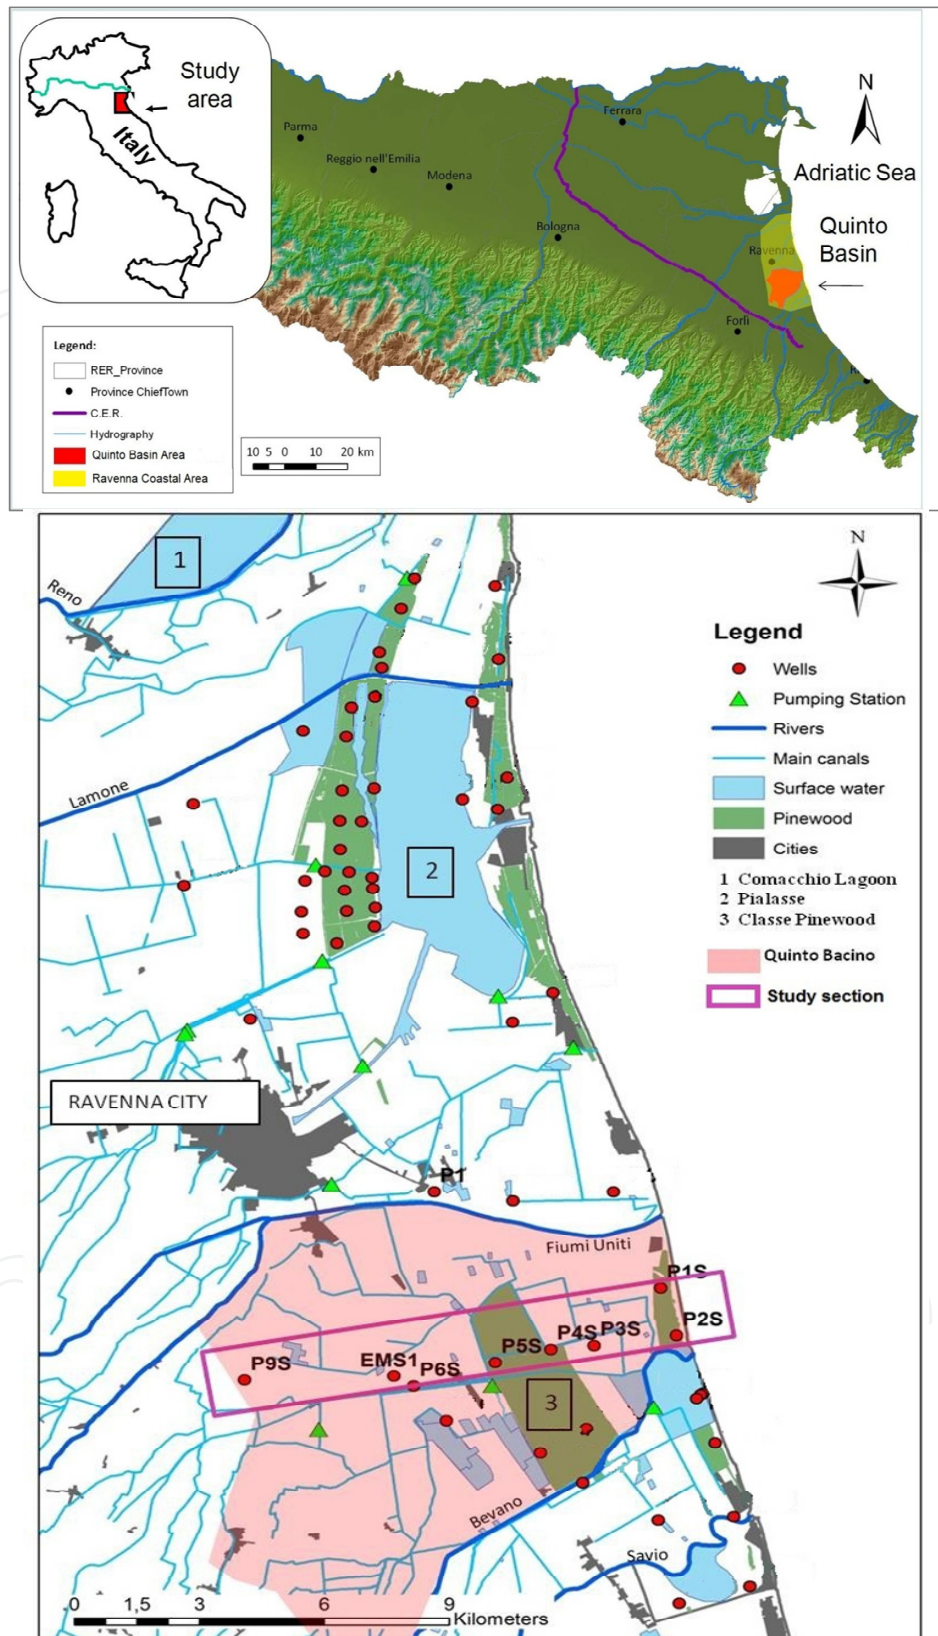 Study
area
Italy
N
Parma
Ferrara
Reggio nell'Emilia
Modena
Adriatic Sea
Bologna
Quinto
Basin
Ravenna
Forlì
Legend:
RER_Province
Province ChiefTown
C.E.R.
Hydrography
Quinto Basin Area
Ravenna Coastal Area
10 5 0 10 20 km
1
N
Reno
Legend
Wells
Pumping Station
Rivers
Main canals
Surface water
Pinewood
Cities
1 Comacchio Lagoon
2 Pialasse
3 Classe Pinewood
Quinto Bacino
Study section
Lamone
2
RAVENNA CITY
P1
Fiumi Uniti
P1S
P2S
P3S
P4S
P5S
P6S
EMS1
P9S
3
Bevano
Savio
0 1,5 3 6 9
Kilometers